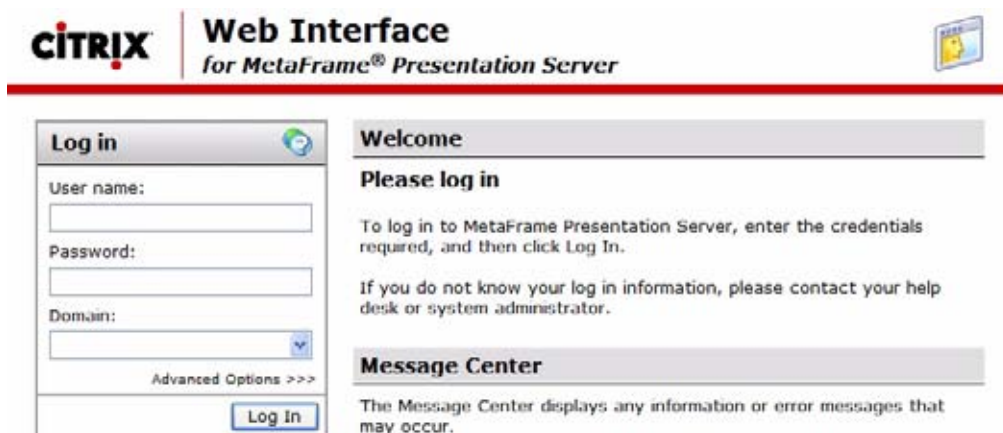 CİTRIX
Web Interface
for MetaFrame® Presentation Server
Log in
User name:
Password:
Domain:
Advanced Options >>>
Log In
Welcome
Please log in
To log in to MetaFrame Presentation Server, enter the credentials
required, and then click Log In.
If you do not know your log in information, please contact your help
desk or system administrator.
Message Center
The Message Center displays any information or error messages that
may occur.